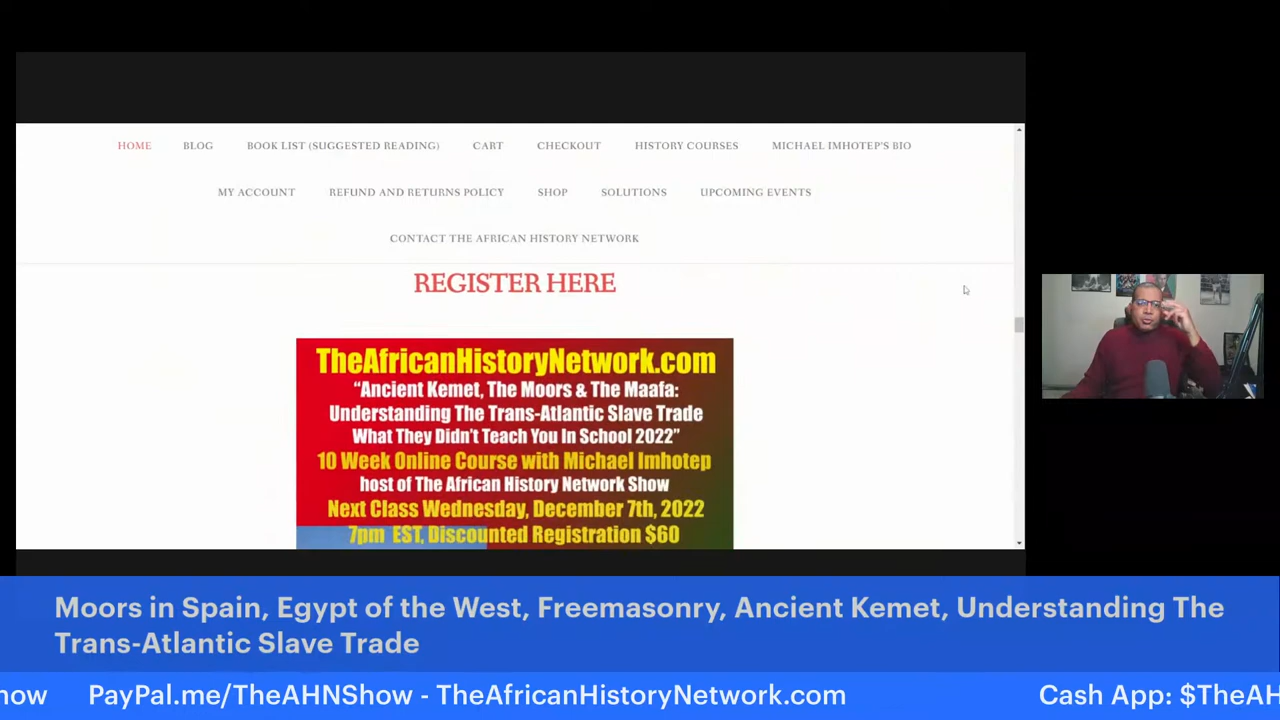 HOME BLOG BOOK LIST (SUGGESTED READING) CART CHECKOUT HISTORY COURSES MICHAEL IMHOTEP'S BIO
MY ACCOUNT REFUND AND RETURNS POLICY SHOP SOLUTIONS UPCOMING EVENTS
CONTACT THE AFRICAN HISTORY NETWORK
REGISTER HERE
TheAfricanHistoryNetwork.com
“Ancient Kemet, The Moors & The Maafa:
Understanding The Trans-Atlantic Slave Trade
What They Didn't Teach You In School 2022”
10 Week Online Course with Michael Imhotep
host of The African History Network Show
Next Class Wednesday, December 7th, 2022
7pm EST, Discounted Registration $60
Moors in Spain, Egypt of the West, Freemasonry, Ancient Kemet, Understanding The
Trans-Atlantic Slave Trade
how PayPal.me/TheAHNShow - TheAfricanHistoryNetwork.com Cash App: $TheAH